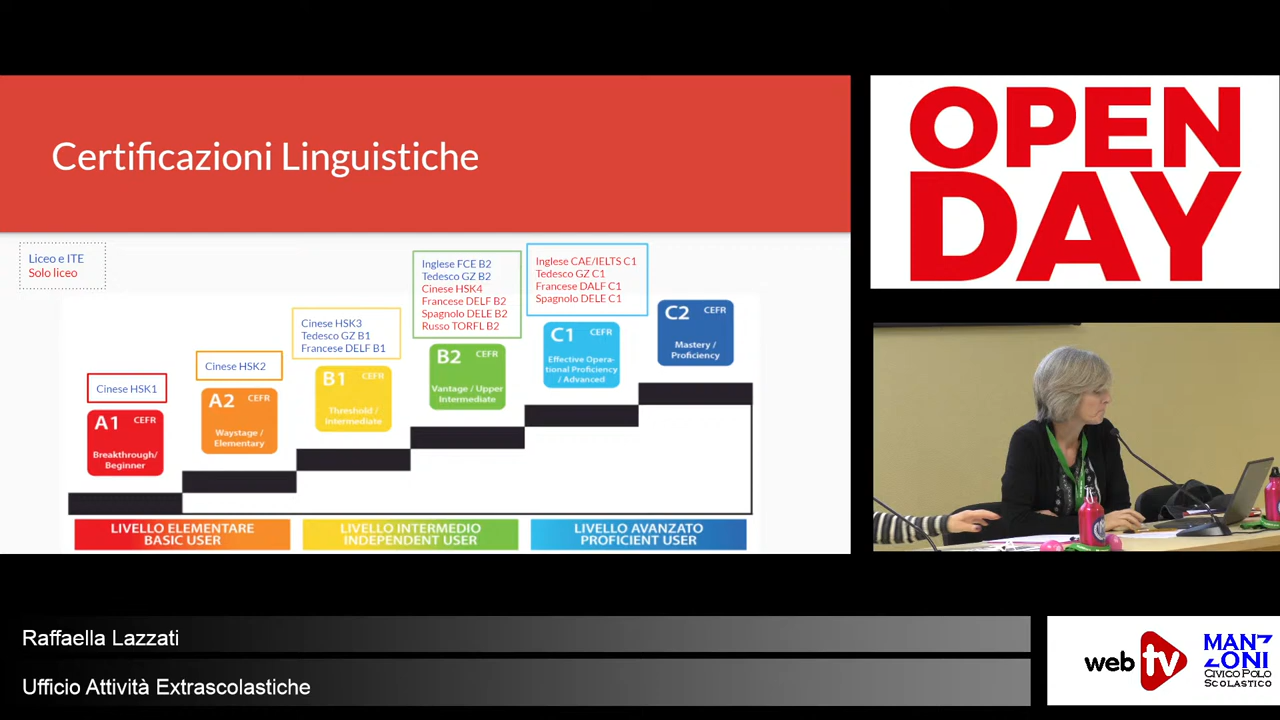 Certificazioni Linguistiche
Liceo e ITE
Solo liceo
Cinese HSK1
A1 CEFR
Breakthrough/
Beginner
Cinese HSK2
A2 CEFR
Waystage /
Elementary
Cinese HSK3
Tedesco GZ B1
Francese DELF B1
B1 CEFR
Threshold /
Intermediate
Inglese FCE B2
Tedesco GZ B2
Cinese HSK4
Francese DELF B2
Spagnolo DELE B2
Russo TORFL B2
B2 CEFR
Vantage / Upper
Intermediate
Inglese CAE/IELTS C1
Tedesco GZ C1
Francese DALF C1
Spagnolo DELE C1
C1 CEFR
Effective Opera-
tional Proficiency
/ Advanced
C2 CEFR
Mastery /
Proficiency
LIVELLO ELEMENTARE
BASIC USER
LIVELLO INTERMEDIO
INDEPENDENT USER
LIVELLO AVANZATO
PROFICIENT USER
OPEN
DAY
Raffaella Lazzati
Ufficio Attività Extrascolastiche
web tv
MANZ
ZONI
CIVICO POLO
SCOLASTICO